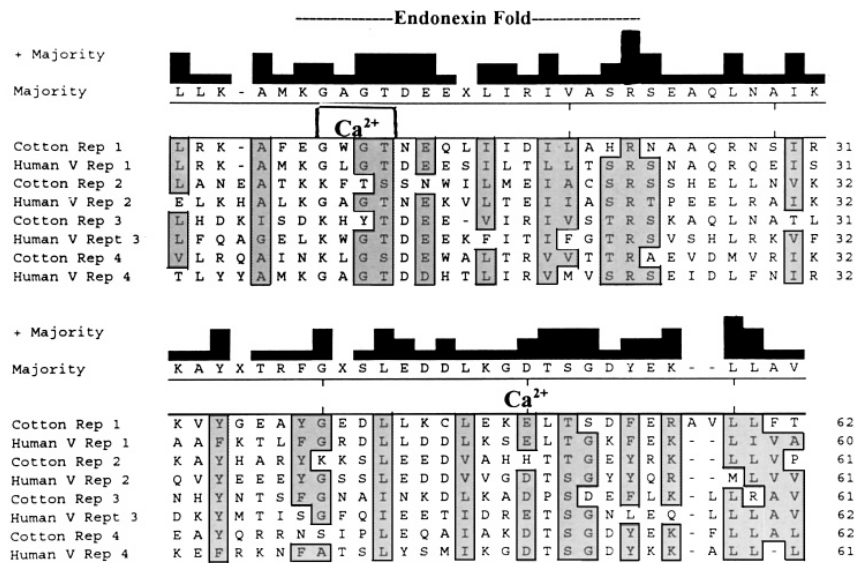 ---------------Endonexin Fold---------------
+ Majority
Majority L L K - A M K G A G T D E E X L I R I V A S R S E A Q L N A I K
Ca2+
Cotton Rep 1 L R K - A F E G W G T N E Q L I I D I L A H R N A A Q R N S I R 31
Human V Rep 1 L R K - A M K G L G T D E E S I L T L L T S R S N A Q R Q E I S 31
Cotton Rep 2 L A N E A T K K F T S S N W I L M E I A C S R S S H E L L N V K 32
Human V Rep 2 E L K H A L K G A G T N E K V L T E I I A S R T P E E L R A I K 32
Cotton Rep 3 L H D K I S D K H Y T D E E - V I R I V S T R S K A Q L N A T L 31
Human V Rept 3 L F Q A G E L K W G T D E E K F I T I F G T R S V S H L R K V F 32
Cotton Rep 4 V L R Q A I N K L G S D E W A L T R V V T T R A E V D M V R I K 32
Human V Rep 4 T L Y Y A M K G A G T D D H T L I R V M V S R S E I D L F N I R 32
+ Majority
Majority K A Y X T R F G X S L E D D L K G D T S G D Y E K - - L L A V
Ca2+
Cotton Rep 1 K V Y G E A Y G E D L L K C L E K E L T S D F E R A V L L F T 62
Human V Rep 1 A A F K T L F G R D L L D D L K S E L T G K F E K - - L I V A 60
Cotton Rep 2 K A Y H A R Y K K S L E E D V A H H T T G E Y R K - - L L V P 61
Human V Rep 2 Q V Y E E E Y G S S L E D D V V G D T S G Y Y Q R - - M L V V 61
Cotton Rep 3 N H Y N T S F G N A I N K D L K A D P S D E F L K - L L R A V 61
Human V Rept 3 D K Y M T I S G F Q I E E T I D R E T S G N L E Q - L L L A V 62
Cotton Rep 4 E A Y Q R R N S I P L E Q A I A K D T S G D Y E K - A L L A L 62
Human V Rep 4 K E F R K N F A T S L Y S M I K G D T S G D Y K K - A L L - L 61